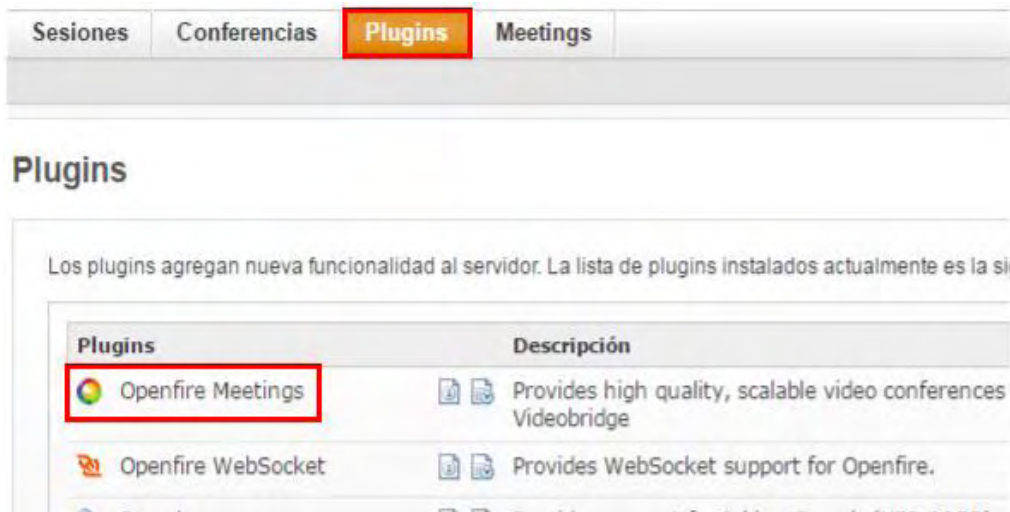 Sesiones Conferencias Plugins Meetings
Plugins
Los plugins agregan nueva funcionalidad al servidor. La lista de plugins instalados actualmente es la
Plugins Descripción
Openfire Meetings Provides high quality, scalable video conferences
Videobridge
Openfire WebSocket Provides WebSocket support for Openfire.